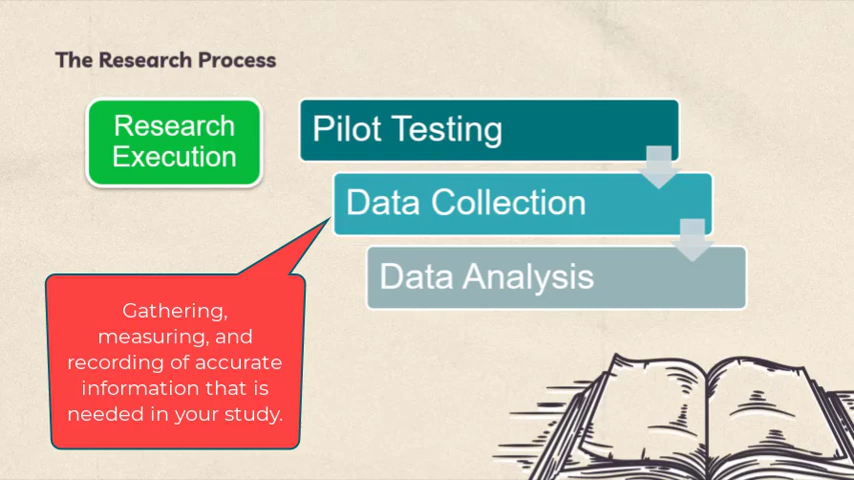 The Research Process
Research
Execution
Pilot Testing
Data Collection
Data Analysis
Gathering,
measuring, and
recording of accurate
information that is
needed in your study.